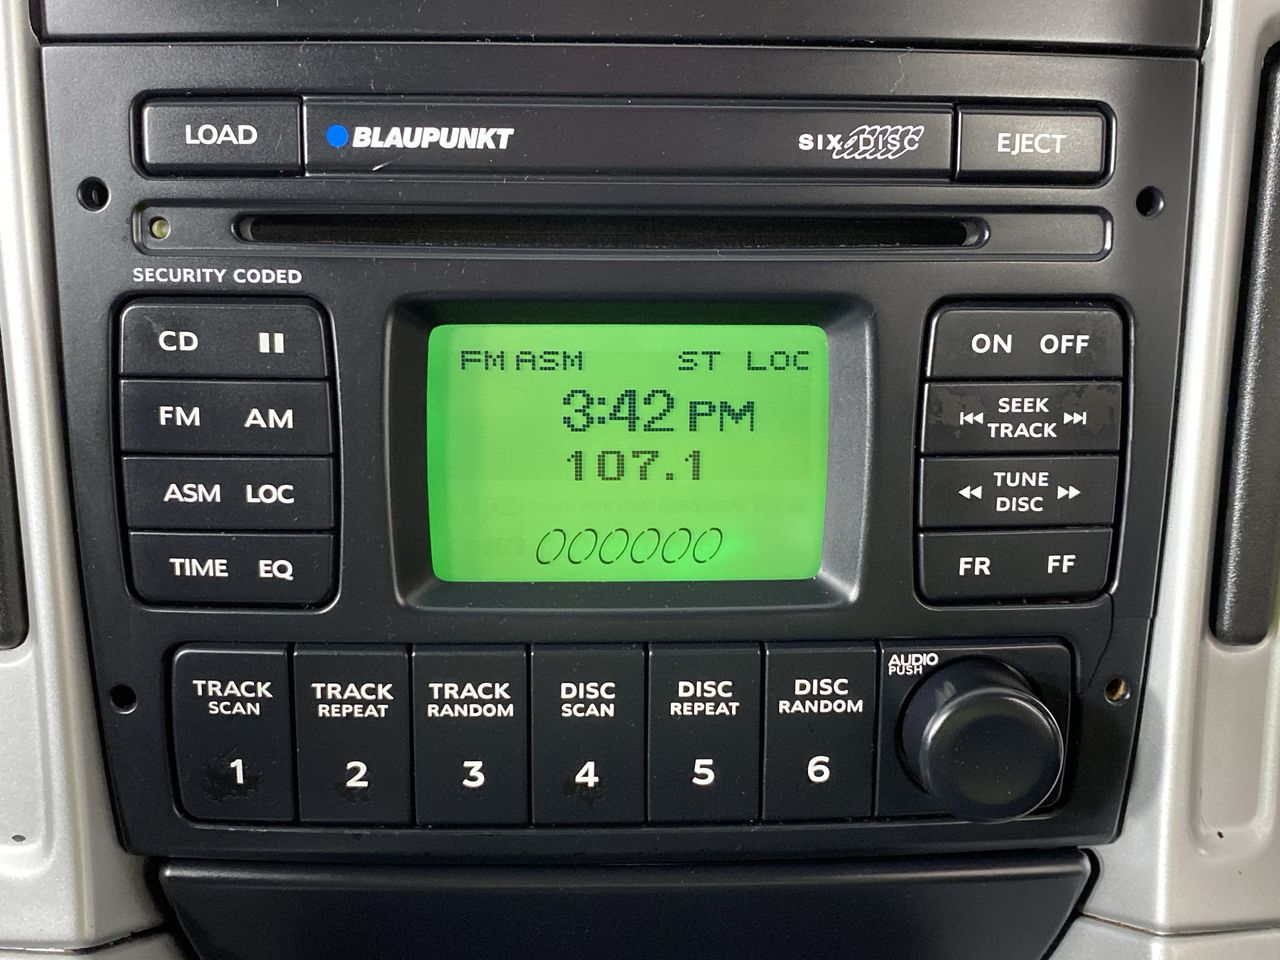 LOAD
BLAUPUNKT
SIX DISC
EJECT
SECURITY CODED
CD
FM AM
ASM LOC
TIME EQ
FM ASM ST LOC
3:42 PM
107.1
ON OFF
SEEK
TRACK
TUNE
DISC
FR FF
TRACK
SCAN
1
TRACK
REPEAT
2
TRACK
RANDOM
3
DISC
SCAN
4
DISC
REPEAT
5
DISC
RANDOM
6
AUDIO
PUSH